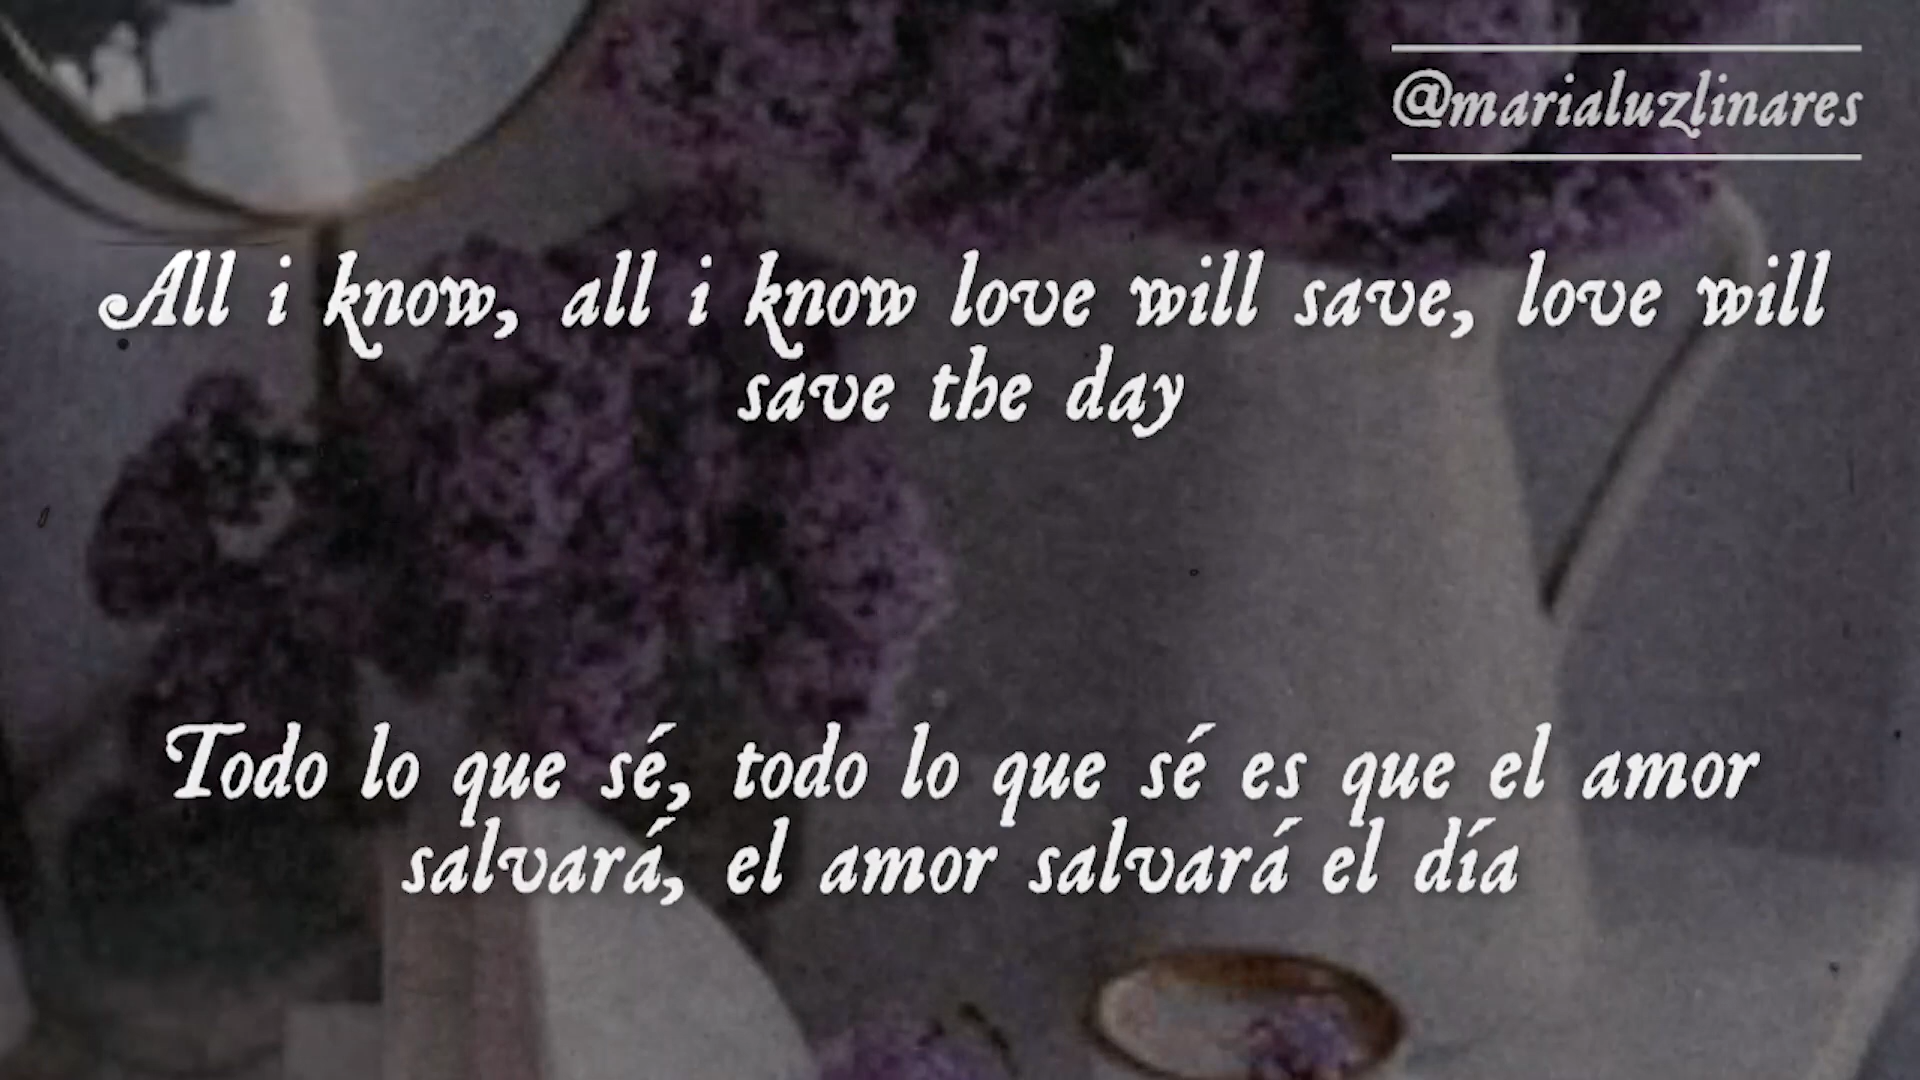 @marialuzlinares
All i know, all i know love will save, love will
save the day
Todo lo que sé, todo lo que sé es que el amor
salvará, el amor salvará el día